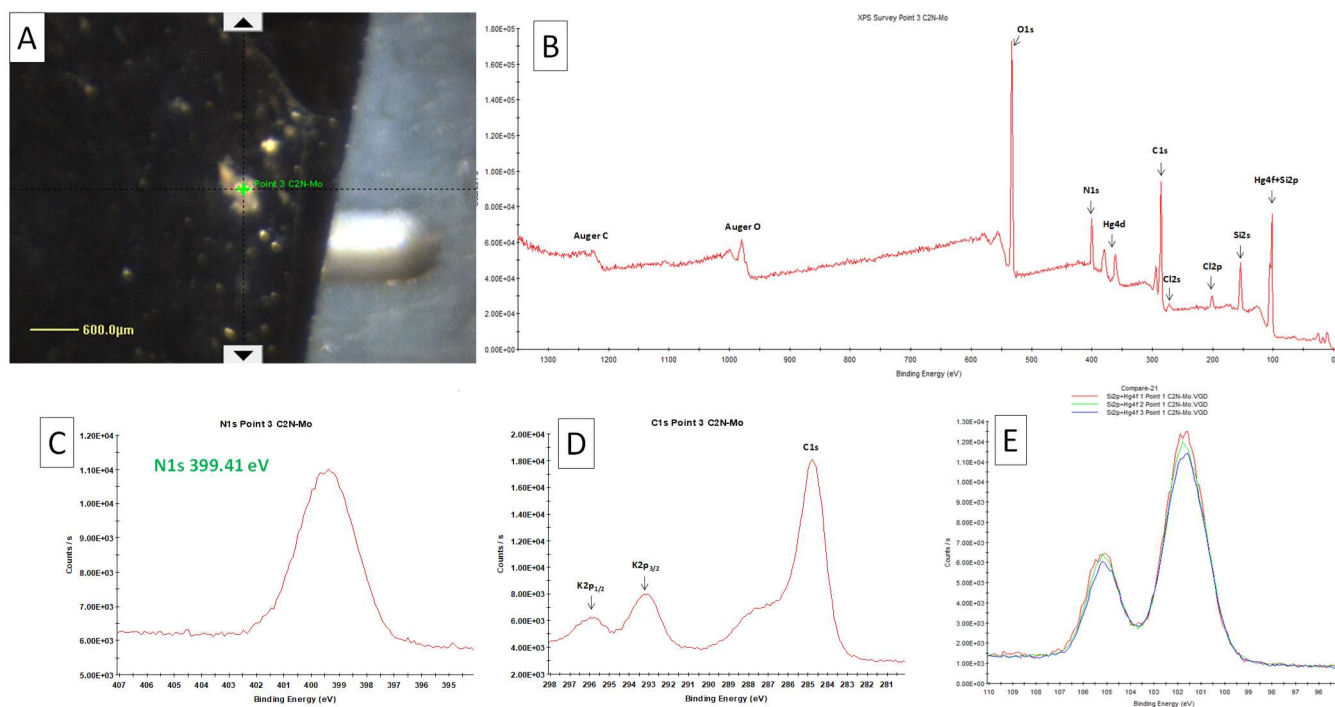 A
Point 3 C2N-Mo
600.0µm
B
XPS Survey Point 3 C2N-Mo
O1s
C1s
Hg4f+Si2p
N1s
Hg4d
Si2s
Auger O
Auger C
Cl2p
Cl2s
1.80E+05
1.60E+05
1.40E+05
1.20E+05
1.00E+05
8.00E+04
6.00E+04
4.00E+04
2.00E+04
0.00E+00
Counts / s
1300 1200 1100 1000 900 800 700 600 500 400 300 200 100 0
Binding Energy (eV)
C
N1s Point 3 C2N-Mo
N1s 399.41 eV
1.20E+04
1.10E+04
1.00E+04
9.00E+03
8.00E+03
7.00E+03
6.00E+03
5.00E+03
Counts / s
407 406 405 404 403 402 401 400 399 398 397 396 395
Binding Energy (eV)
D
C1s Point 3 C2N-Mo
C1s
K2p3/2
K2p1/2
2.00E+04
1.80E+04
1.60E+04
1.40E+04
1.20E+04
1.00E+04
8.00E+03
6.00E+03
4.00E+03
2.00E+03
Counts / s
298 297 296 295 294 293 292 291 290 289 288 287 286 285 284 283 282 281
Binding Energy (eV)
E
Compare-21
Si2p+Hg4f 1 Point 1 C2N-Mo.VGD
Si2p+Hg4f 2 Point 1 C2N-Mo.VGD
Si2p+Hg4f 3 Point 1 C2N-Mo.VGD
1.30E+04
1.20E+04
1.10E+04
1.00E+04
9.00E+03
8.00E+03
7.00E+03
6.00E+03
5.00E+03
4.00E+03
3.00E+03
2.00E+03
1.00E+03
0.00E+00
Counts / s
110 109 108 107 106 105 104 103 102 101 100 99 98 97 96
Binding Energy (eV)